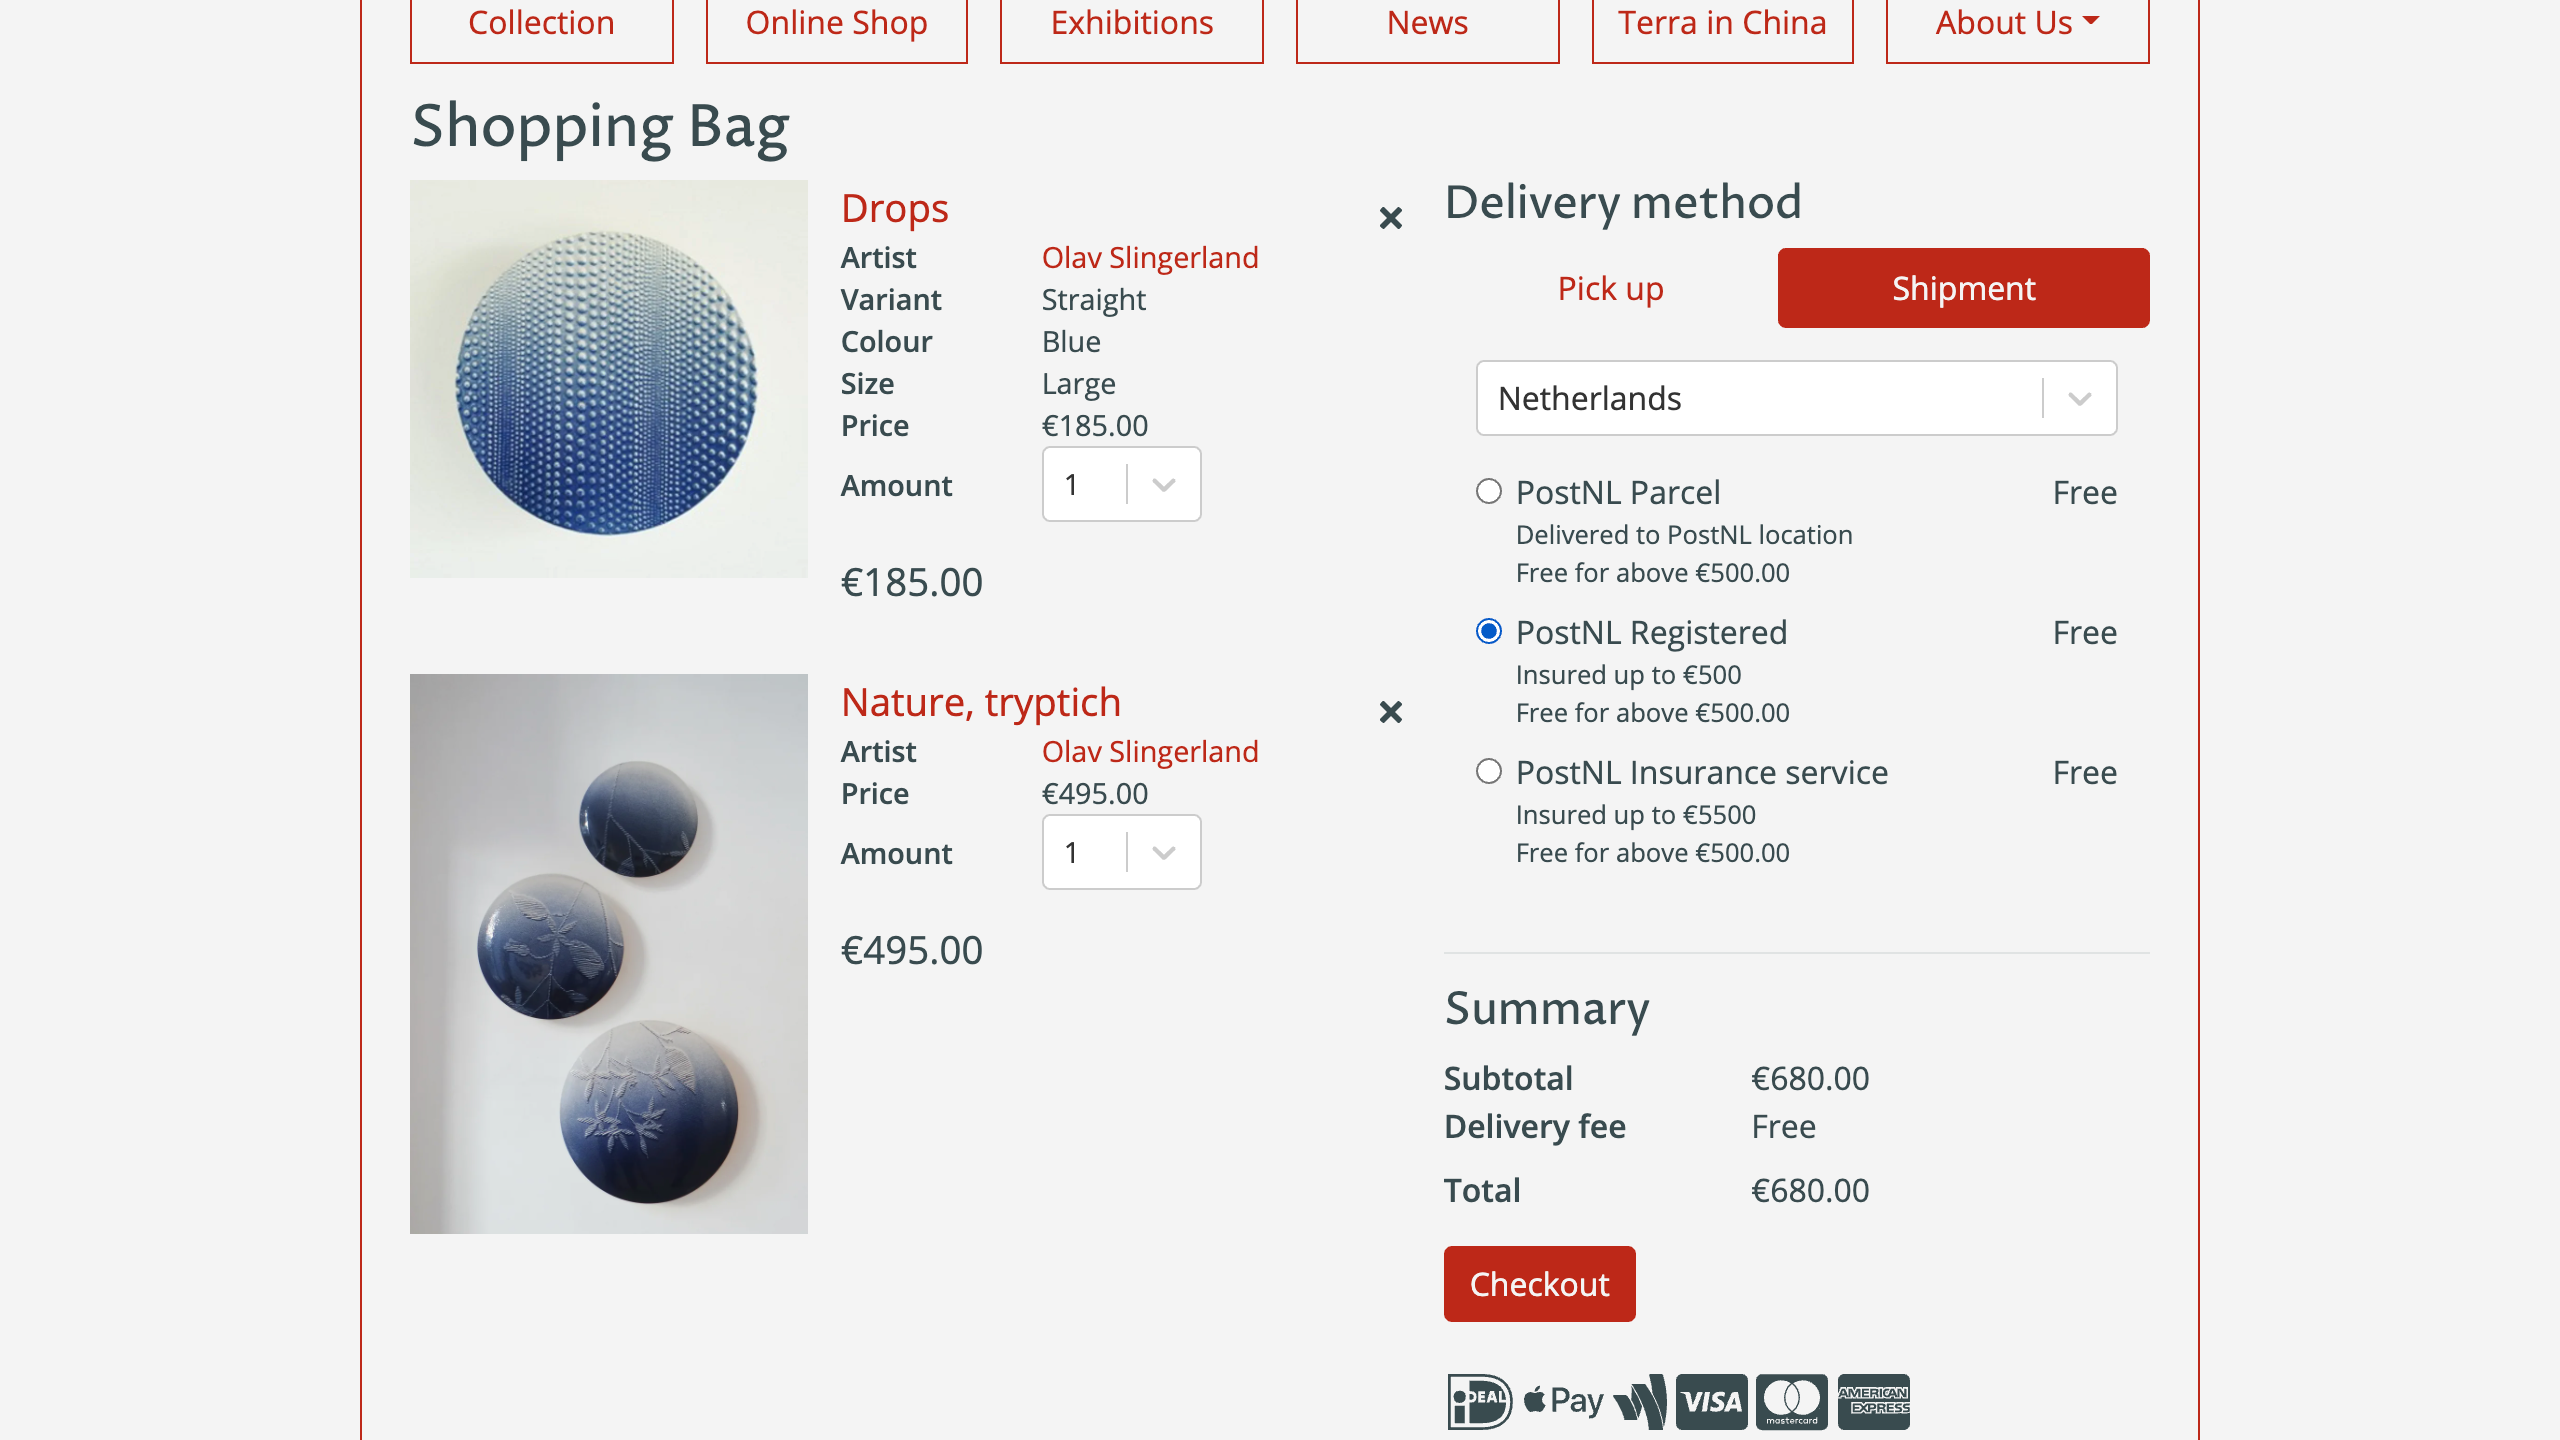 Collection
Online Shop
Exhibitions
News
Terra in China
About Us
Shopping Bag
Drops
Artist Olav Slingerland
Variant Straight
Colour Blue
Size Large
Price €185.00
Amount 1
€185.00
Nature, tryptich
Artist Olav Slingerland
Price €495.00
Amount 1
€495.00
Delivery method
Pick up
Shipment
Netherlands
PostNL Parcel Free
Delivered to PostNL location
Free for above €500.00
PostNL Registered Free
Insured up to €500
Free for above €500.00
PostNL Insurance service Free
Insured up to €5500
Free for above €500.00
Summary
Subtotal €680.00
Delivery fee Free
Total €680.00
Checkout
iDEAL
Pay
VISA
mastercard
AMERICAN
EXPRESS